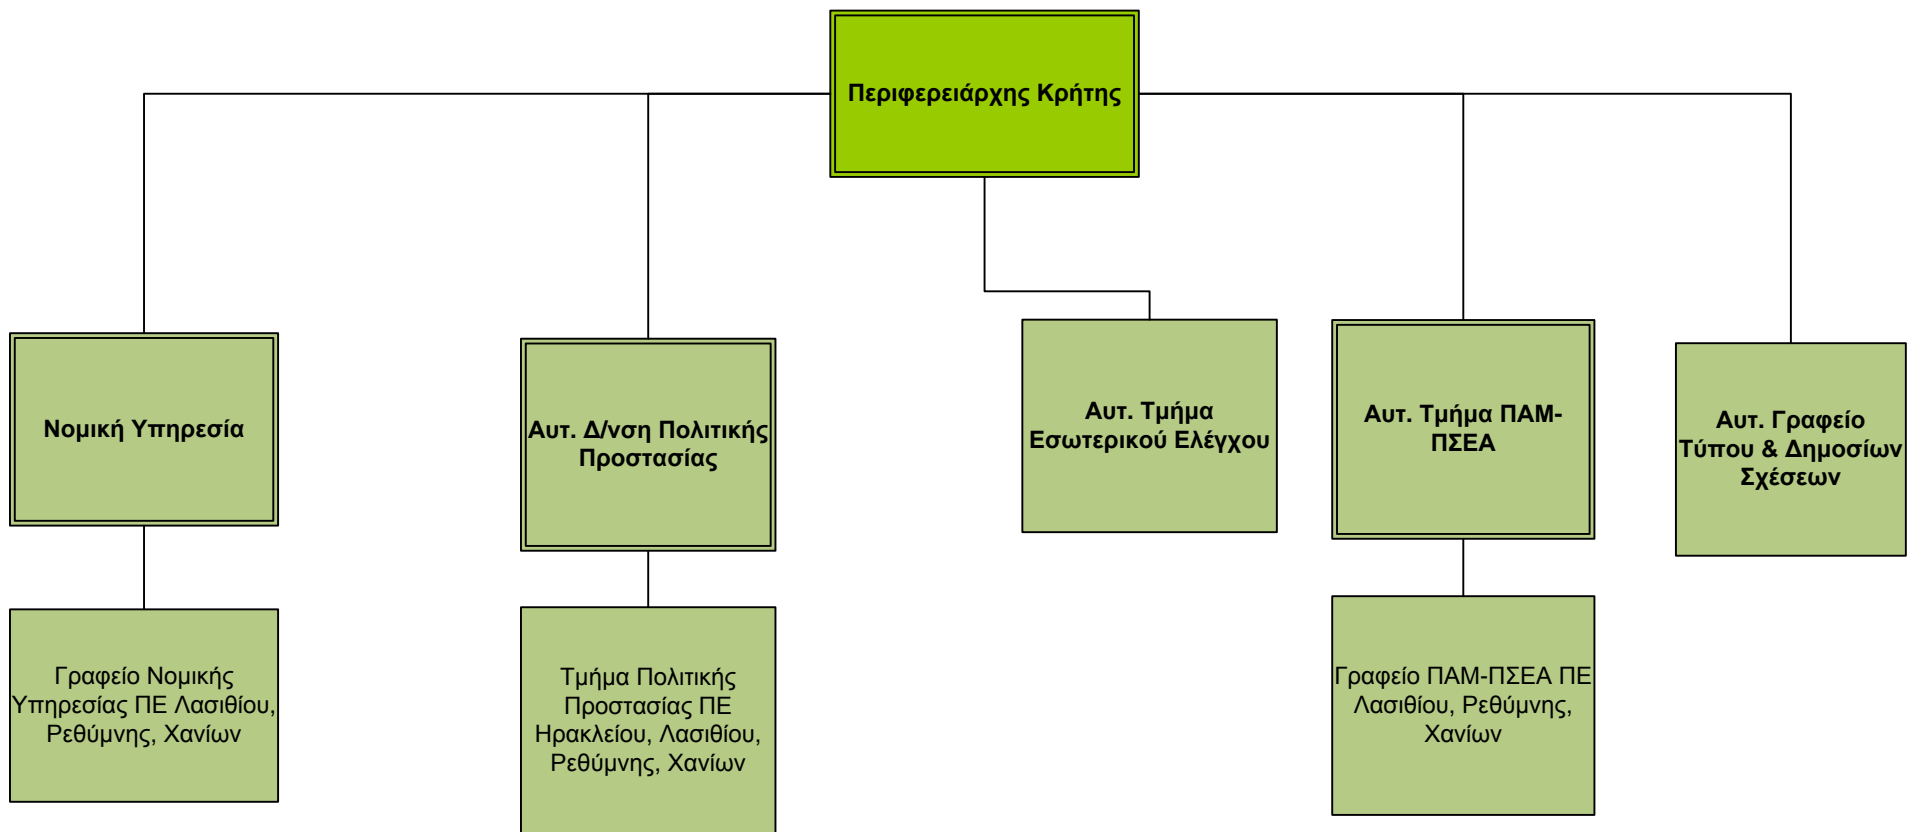 Περιφερειάρχης Κρήτης
Νομική Υπηρεσία
Αυτ. Δ/νση Πολιτικής
Προστασίας
Αυτ. Τμήμα
Εσωτερικού Ελέγχου
Αυτ. Τμήμα ΠΑΜ-
ΠΣΕΑ
Αυτ. Γραφείο
Τύπου & Δημοσίων
Σχέσεων
Γραφείο Νομικής
Υπηρεσίας ΠΕ Λασιθίου,
Ρεθύμνης, Χανίων
Τμήμα Πολιτικής
Προστασίας ΠΕ
Ηρακλείου, Λασιθίου,
Ρεθύμνης, Χανίων
Γραφείο ΠΑΜ-ΠΣΕΑ ΠΕ
Λασιθίου, Ρεθύμνης,
Χανίων